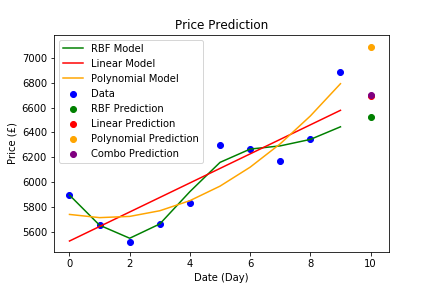 Price Prediction
RBF Model
Linear Model
Polynomial Model
Data
RBF Prediction
Linear Prediction
Polynomial Prediction
Combo Prediction
7000
6800
6600
6400
6200
6000
5800
5600
Price (£)
0 2 4 6 8 10
Date (Day)